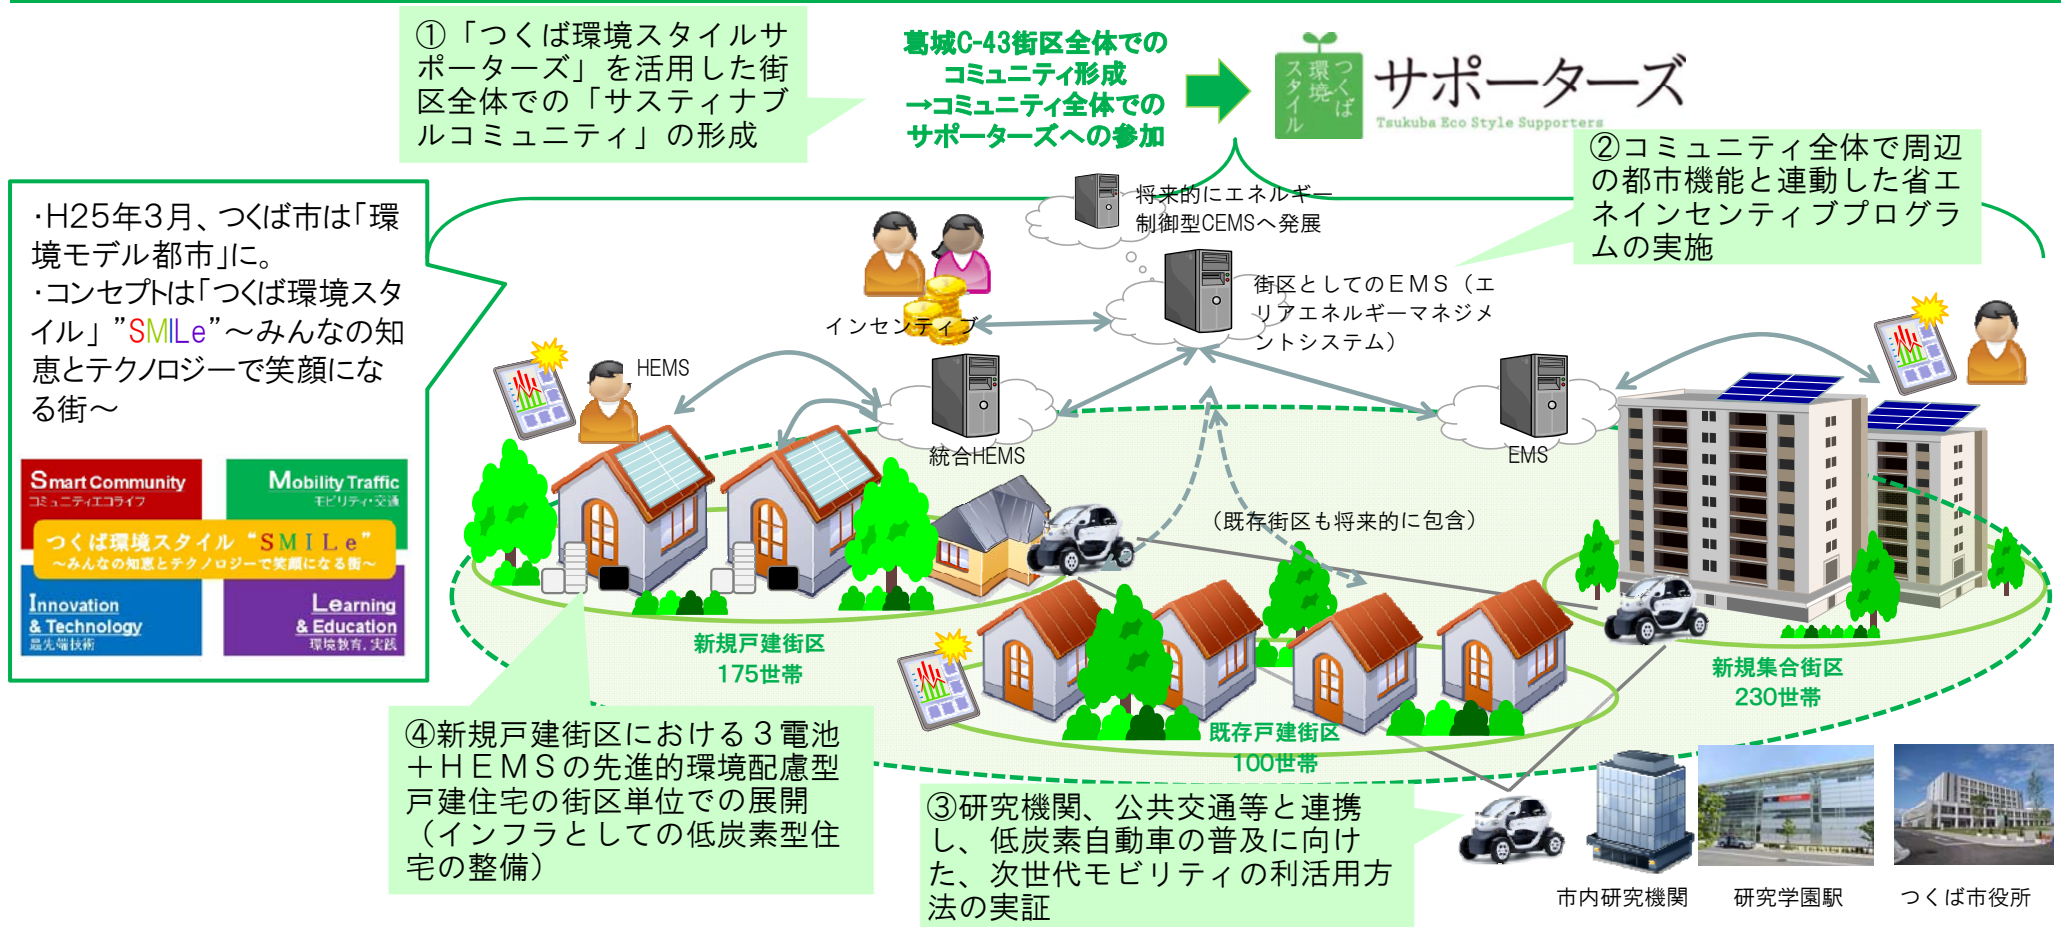 ①「つくば環境スタイルサ
ポーターズ」を活用した街
区全体での「サスティナブ
ルコミュニティ」の形成
葛城C-43街区全体での
コミュニティ形成
→コミュニティ全体での
サポーターズへの参加
つくば
環境
スタイル
サポーターズ
Tsukuba Eco Style Supporters
②コミュニティ全体で周辺
の都市機能と連動した省エ
ネインセンティブプログラ
ムの実施
・H25年3月、つくば市は「環
境モデル都市」に。
・コンセプトは「つくば環境スタ
イル」 ”SMILe”～みんなの知
恵とテクノロジーで笑顔にな
る街～
将来的にエネルギー
制御型CEMSへ発展
街区としてのＥＭＳ（エ
リアエネルギーマネジメ
ントシステム）
インセンティブ
HEMS
統合HEMS
EMS
Smart Community
コミュニティエコライフ
Mobility Traffic
モビリティ・交通
つくば環境スタイル “SMILe”
～みんなの知恵とテクノロジーで笑顔になる街～
Innovation
& Technology
最先端技術
Learning
& Education
環境教育、実践
（既存街区も将来的に包含）
新規戸建街区
175世帯
新規集合街区
230世帯
既存戸建街区
100世帯
④新規戸建街区における３電池
＋ＨＥＭＳの先進的環境配慮型
戸建住宅の街区単位での展開
（インフラとしての低炭素型住
宅の整備）
③研究機関、公共交通等と連携
し、低炭素自動車の普及に向け
た、次世代モビリティの利活用方
法の実証
市内研究機関
研究学園駅
つくば市役所